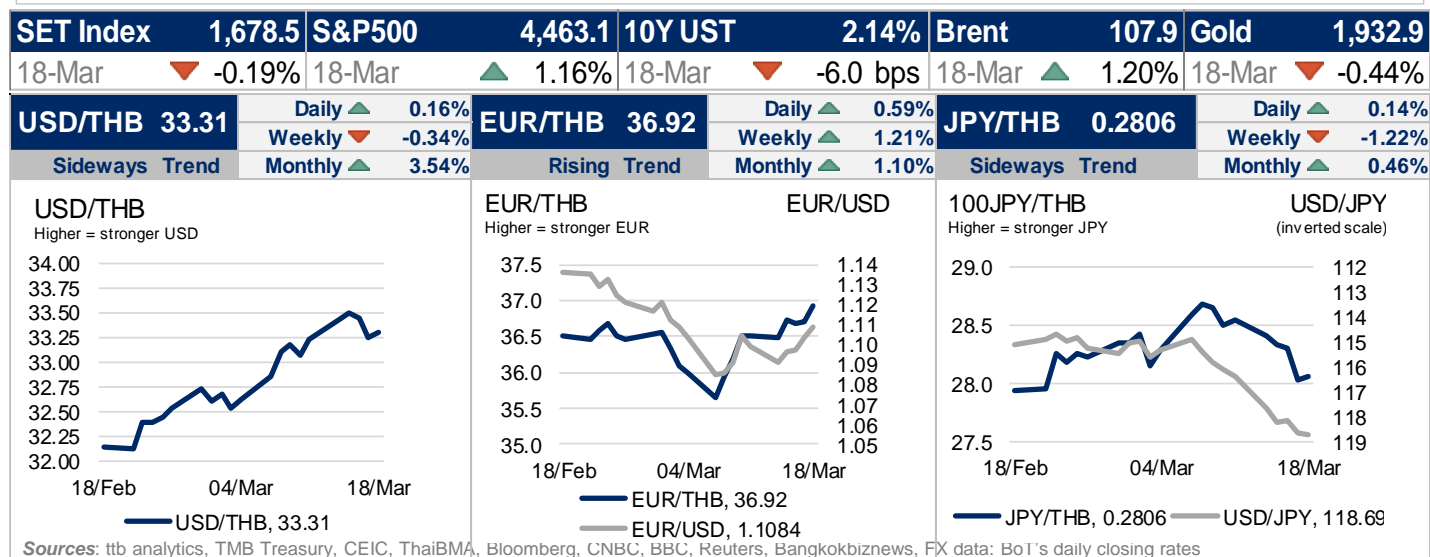 SET Index 1,678.5 S&P500 4,463.1 10Y UST 2.14% Brent 107.9 Gold 1,932.9
18-Mar -0.19% 18-Mar 1.16% 18-Mar -6.0 bps 18-Mar 1.20% 18-Mar -0.44%
USD/THB 33.31
Daily 0.16%
Weekly -0.34%
Sideways Trend Monthly 3.54%
EUR/THB 36.92
Daily 0.59%
Weekly 1.21%
Rising Trend Monthly 1.10%
JPY/THB 0.2806
Daily 0.14%
Weekly -1.22%
Sideways Trend Monthly 0.46%
USD/THB
Higher = stronger USD
34.00
33.75
33.50
33.25
33.00
32.75
32.50
32.25
32.00
18/Feb 04/Mar 18/Mar
USD/THB, 33.31
EUR/THB EUR/USD
Higher = stronger EUR
37.5
37.0
36.5
36.0
35.5
35.0
1.14
1.13
1.12
1.11
1.10
1.09
1.08
1.07
1.06
1.05
18/Feb 04/Mar 18/Mar
EUR/THB, 36.92
EUR/USD, 1.1084
100JPY/THB USD/JPY
Higher = stronger JPY (inverted scale)
29.0
28.5
28.0
27.5
112
113
114
115
116
117
118
119
18/Feb 04/Mar 18/Mar
JPY/THB, 0.2806 USD/JPY, 118.69
Sources: ttb analytics, TMB Treasury, CEIC, ThaiBMA, Bloomberg, CNBC, BBC, Reuters, Bangkokbiznews, FX data: BoT's daily closing rates